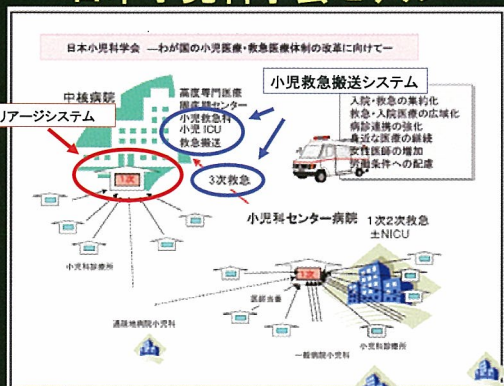 日本小児科学会 ―わが国の小児医療・救急医療体制の改革に向けて―
中核病院
高度専門医療
周産期センター
小児救急科
小児ICU
救急搬送
小児救急搬送システム
入院・救急の集約化
救急・入院医療の広域化
病診連携の強化
身近な医療の継続
女性医師の増加
労働条件への配慮
リアージシステム
1次
3次救急
小児科センター病院
1次2次救急
±NICU
小児科診療所
1次
医師当番
過疎地病院小児科
一般病院小児科
小児科診療所